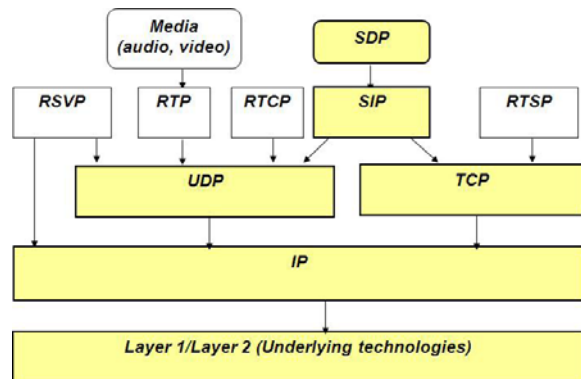 Media
(audio, video)
SDP
RSVP
RTP
RTCP
SIP
RTSP
UDP
TCP
IP
Layer 1/Layer 2 (Underlying technologies)